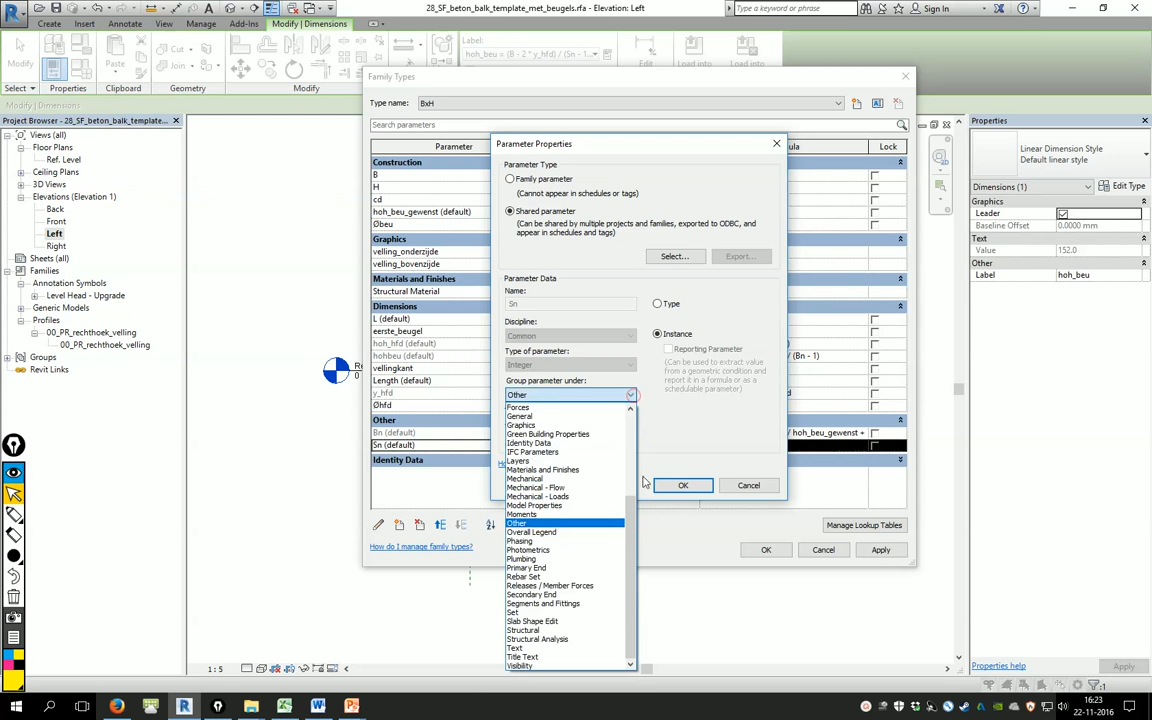 28_SF_beton_balk_template_met_beugels.rfa - Elevation: Left
Type a keyword or phrase
Sign In
Create
Insert
Annotate
View
Manage
Add-Ins
Modify | Dimensions
Modify
Paste
Cut
Join
Label:
hoh_beu = (B - 2 * y_hfd) / (Sn - 1...
Edit
Load into
Load into
Select
Properties
Clipboard
Geometry
Modify
Modify | Dimensions
Project Browser - 28_SF_beton_balk_template...
Views (all)
Floor Plans
Ref. Level
Ceiling Plans
3D Views
Elevations (Elevation 1)
Back
Front
Left
Right
Sheets (all)
Families
Annotation Symbols
Level Head - Upgrade
Generic Models
Profiles
00_PR_rechthoek_velling
00_PR_rechthoek_velling
Groups
Revit Links
Family Types
Type name:
BxH
Search parameters
Parameter
Lock
Construction
B
H
cd
hoh_beu_gewenst (default)
Øbeu
Graphics
velling_onderzijde
velling_bovenzijde
Materials and Finishes
Structural Material
Dimensions
L (default)
eerste_beugel
hoh_hfd (default)
hohbeu (default)
/ (Bn - 1)
vellingkant
Length (default)
y_hfd
Øhfd
Other
Bn (default)
/ hoh_beu_gewenst +
Sn (default)
Identity Data
Manage Lookup Tables
How do I manage family types?
OK
Cancel
Apply
Parameter Properties
Parameter Type
Family parameter
(Cannot appear in schedules or tags)
Shared parameter
(Can be shared by multiple projects and families, exported to ODBC, and
appear in schedules and tags)
Select...
Export...
Parameter Data
Name:
Sn
Type
Discipline:
Common
Instance
Reporting Parameter
Type of parameter:
Integer
(Can be used to extract value
from a geometric condition and
report it in a formula or as a
schedulable parameter)
Group parameter under:
Other
Forces
General
Graphics
Green Building Properties
Identity Data
IFC Parameters
Layers
Materials and Finishes
Mechanical
Mechanical - Flow
Mechanical - Loads
Model Properties
Moments
Other
Overall Legend
Phasing
Photometrics
Plumbing
Primary End
Rebar Set
Releases / Member Forces
Secondary End
Segments and Fittings
Set
Slab Shape Edit
Structural
Structural Analysis
Text
Title Text
Visibility
OK
Cancel
Properties
Linear Dimension Style
Default linear style
Dimensions (1)
Edit Type
Graphics
Leader
Baseline Offset
0.0000 mm
Text
Value
152.0
Other
Label
hoh_beu
Properties help
Apply
1 : 5
:1
16:23
22-11-2016